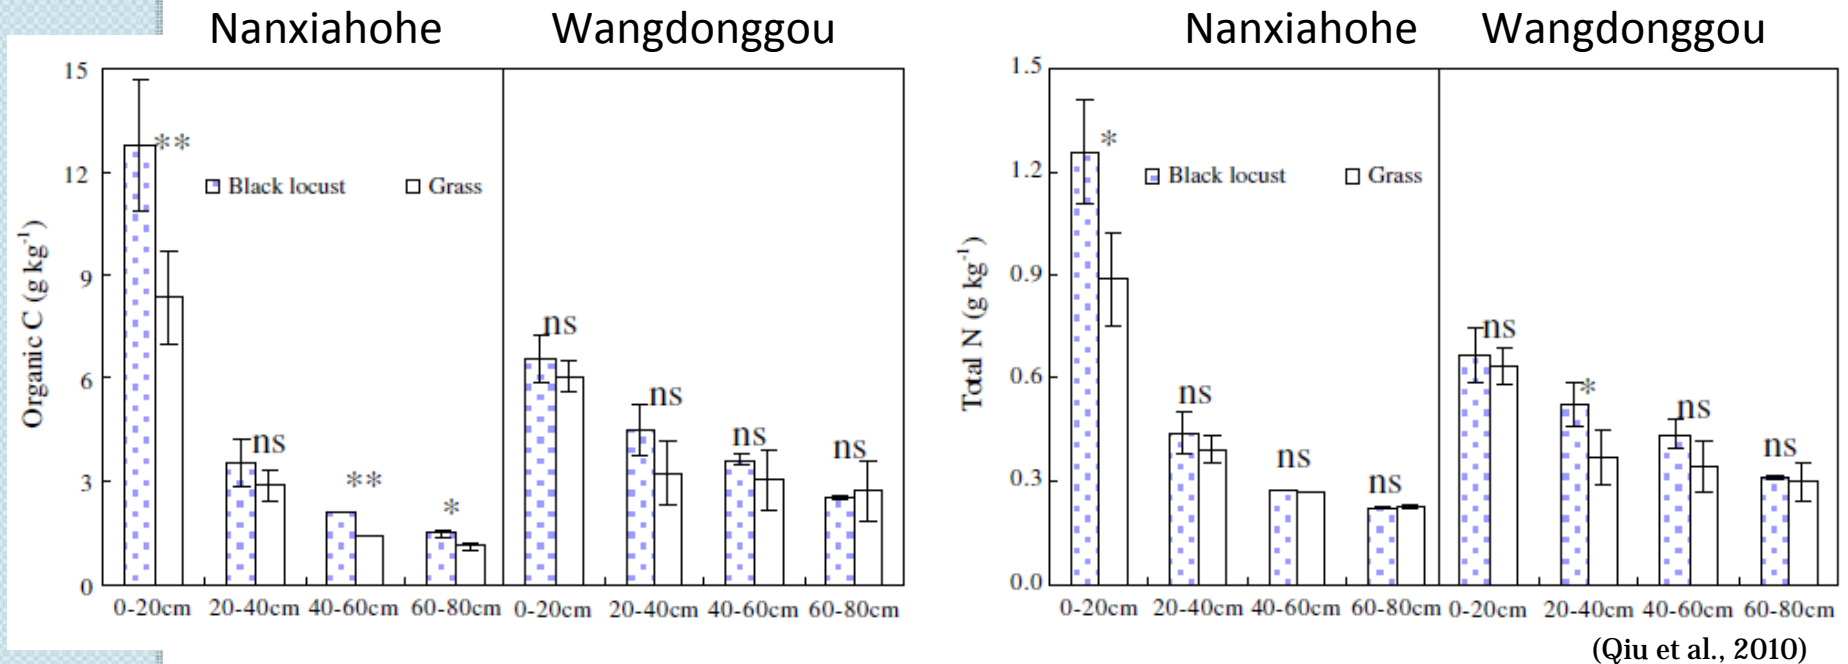 Nanxiahohe Wangdonggou
15
12
9
6
3
0
Organic C (g kg-1)
**
Black locust Grass
ns
**
*
ns
ns
ns
ns
0-20cm 20-40cm 40-60cm 60-80cm 0-20cm 20-40cm 40-60cm 60-80cm
Nanxiahohe Wangdonggou
1.5
1.2
0.9
0.6
0.3
0.0
Total N (g kg-1)
*
Black locust Grass
ns
ns
ns
ns
*
ns
ns
0-20cm 20-40cm 40-60cm 60-80cm 0-20cm 20-40cm 40-60cm 60-80cm
(Qiu et al., 2010)